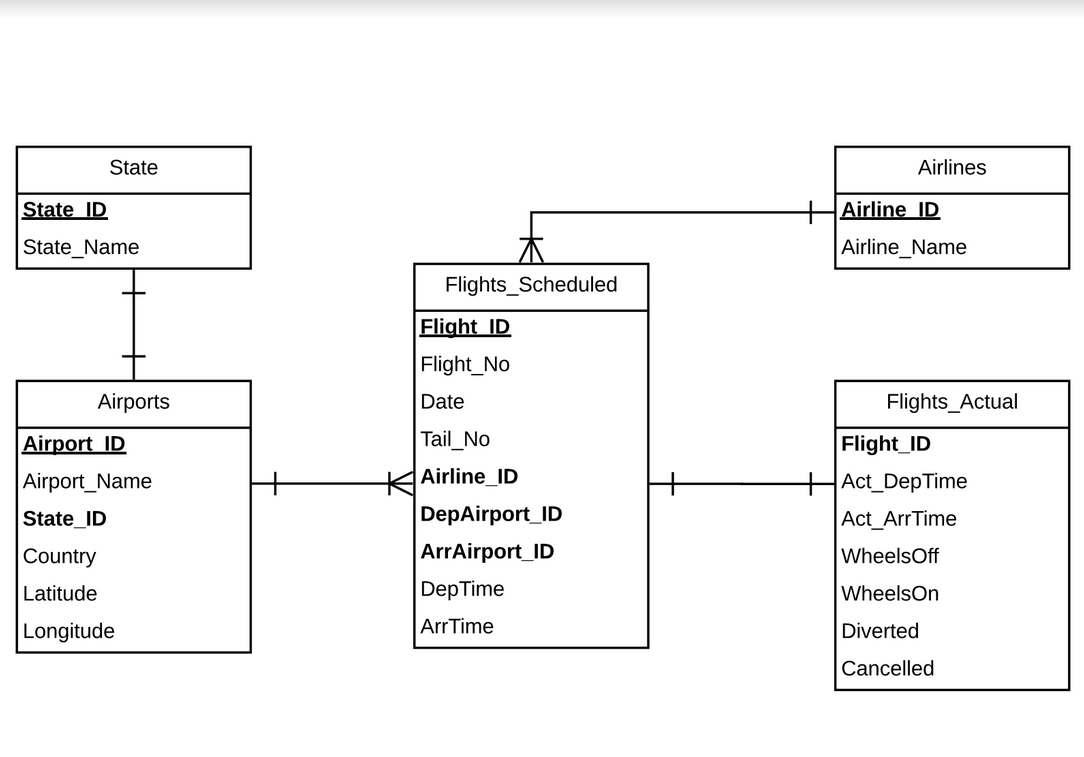 State
State_ID
State_Name
Airlines
Airline_ID
Airline_Name
Flights_Scheduled
Flight_ID
Flight_No
Date
Tail_No
Airline_ID
DepAirport_ID
ArrAirport_ID
DepTime
ArrTime
Airports
Airport_ID
Airport_Name
State_ID
Country
Latitude
Longitude
Flights_Actual
Flight_ID
Act_DepTime
Act_ArrTime
WheelsOff
WheelsOn
Diverted
Cancelled